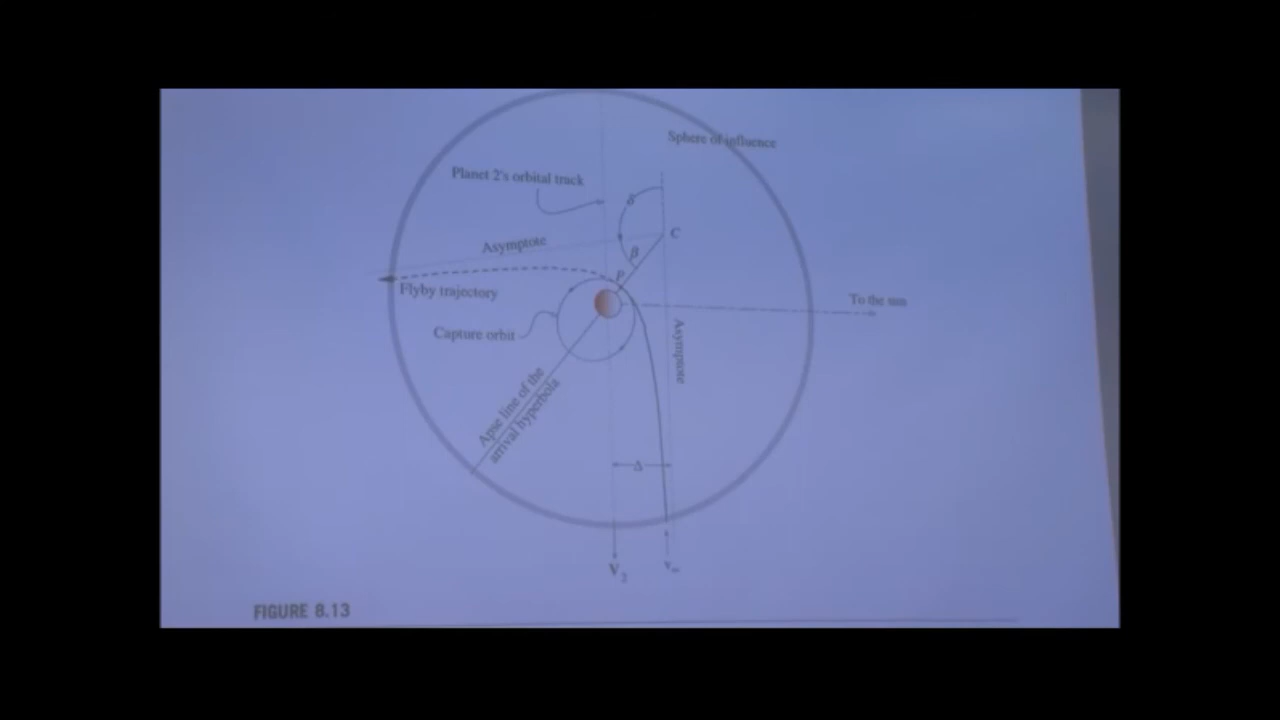 Sphere of influence
Planet 2's orbital track
δ
C
Asymptote
β
P
Flyby trajectory
To the sun
Capture orbit
Asymptote
Apse line of the
arrival hyperbola
Δ
V₂
v∞
FIGURE 8.13